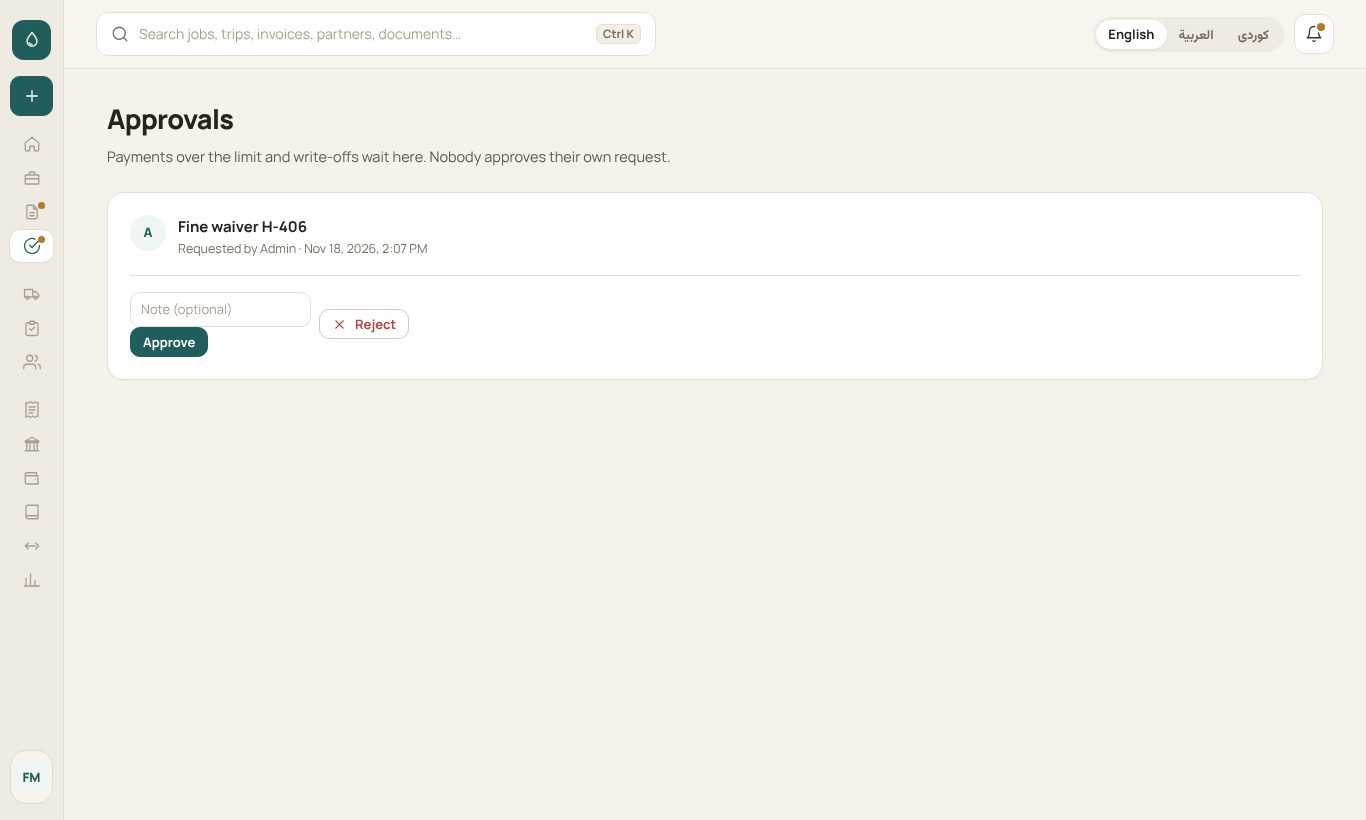 Search jobs, trips, invoices, partners, documents...
Ctrl K
English
العربية
كوردی
Approvals
Payments over the limit and write-offs wait here. Nobody approves their own request.
A
Fine waiver H-406
Requested by Admin · Nov 18, 2026, 2:07 PM
Note (optional)
Reject
Approve
FM